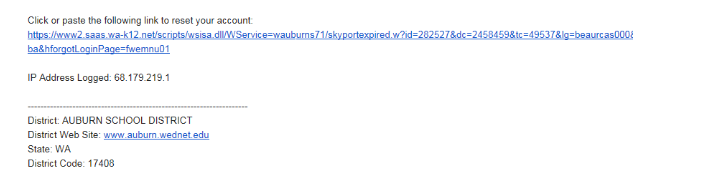 Click or paste the following link to reset your account:
https://www2.saas.wa-k12.net/scripts/wsisa.dll/WService=wauburns71/skyportexpired.w?id=282527&dc=2458459&tc=49537&lg=beaurcas000&
ba&hforgotLoginPage=fwemnu01
IP Address Logged: 68.179.219.1
----------------------------------------------------------------------
District: AUBURN SCHOOL DISTRICT
District Web Site: www.auburn.wednet.edu
State: WA
District Code: 17408